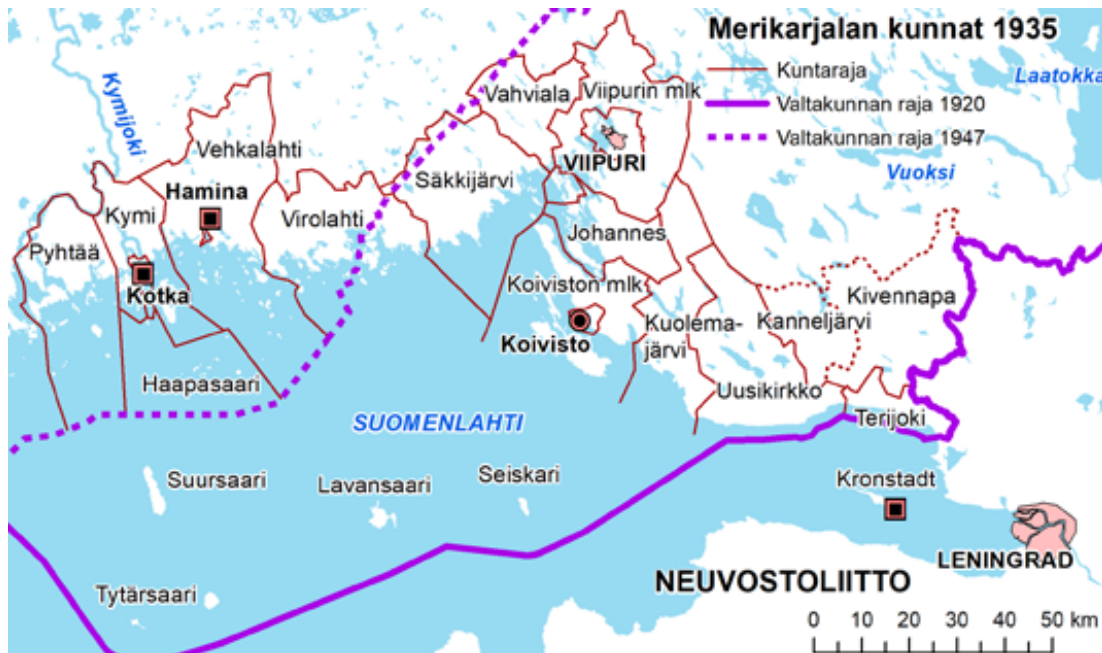 Merikarjalan kunnat 1935
Kuntaraja
Valtakunnan raja 1920
Valtakunnan raja 1947
Laatokka
Kymijoki
Vahviala
Viipurin mlk
Vehkalahti
VIIPURI
Vuoksi
Hamina
Säkkijärvi
Kymi
Virolahti
Johannes
Pyhtää
Kotka
Koiviston mlk
Kivennapa
Koivisto
Kuolema-
järvi
Kanneljärvi
Haapasaari
Uusikirkko
SUOMENLAHTI
Terijoki
Suursaari
Lavansaari
Seiskari
Kronstadt
LENINGRAD
Tytärsaari
NEUVOSTOLIITTO
0 10 20 30 40 50 km